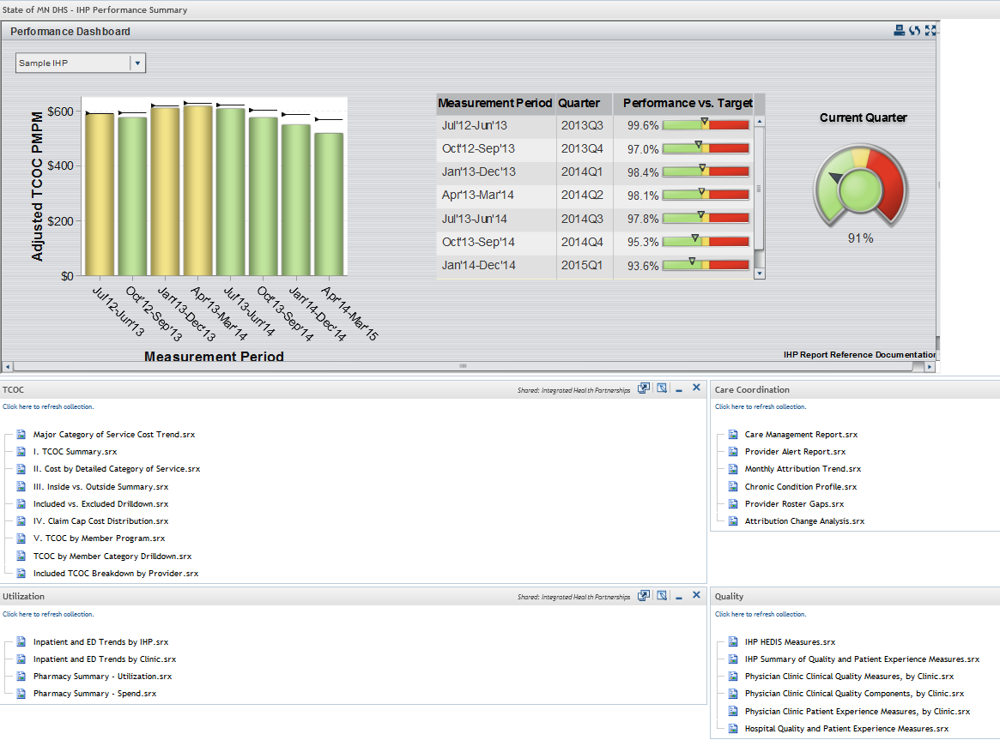 State of MN DHS - IHP Performance Summary
Performance Dashboard
Sample IHP
Adjusted TCOC PMPM
$600
$400
$200
$0
Jul'12-Jun'13
Oct'12-Sep'13
Jan'13-Dec'13
Apr'13-Mar'14
Jul'13-Jun'14
Oct'13-Sep'14
Jan'14-Dec'14
Apr'14-Mar'15
Measurement Period
Measurement Period Quarter Performance vs. Target
Jul'12-Jun'13 2013Q3 99.6%
Oct'12-Sep'13 2013Q4 97.0%
Jan'13-Dec'13 2014Q1 98.4%
Apr'13-Mar'14 2014Q2 98.1%
Jul'13-Jun'14 2014Q3 97.8%
Oct'13-Sep'14 2014Q4 95.3%
Jan'14-Dec'14 2015Q1 93.6%
Current Quarter
91%
IHP Report Reference Documentation
TCOC
Shared: Integrated Health Partnerships
Click here to refresh collection.
Major Category of Service Cost Trend.srx
I. TCOC Summary.srx
II. Cost by Detailed Category of Service.srx
III. Inside vs. Outside Summary.srx
Included vs. Excluded Drilldown.srx
IV. Claim Cap Cost Distribution.srx
V. TCOC by Member Program.srx
TCOC by Member Category Drilldown.srx
Included TCOC Breakdown by Provider.srx
Care Coordination
Click here to refresh collection.
Care Management Report.srx
Provider Alert Report.srx
Monthly Attribution Trend.srx
Chronic Condition Profile.srx
Provider Roster Gaps.srx
Attribution Change Analysis.srx
Utilization
Shared: Integrated Health Partnerships
Click here to refresh collection.
Inpatient and ED Trends by IHP.srx
Inpatient and ED Trends by Clinic.srx
Pharmacy Summary - Utilization.srx
Pharmacy Summary - Spend.srx
Quality
Click here to refresh collection.
IHP HEDIS Measures.srx
IHP Summary of Quality and Patient Experience Measures.srx
Physician Clinic Clinical Quality Measures, by Clinic.srx
Physician Clinic Clinical Quality Components, by Clinic.srx
Physician Clinic Patient Experience Measures, by Clinic.srx
Hospital Quality and Patient Experience Measures.srx